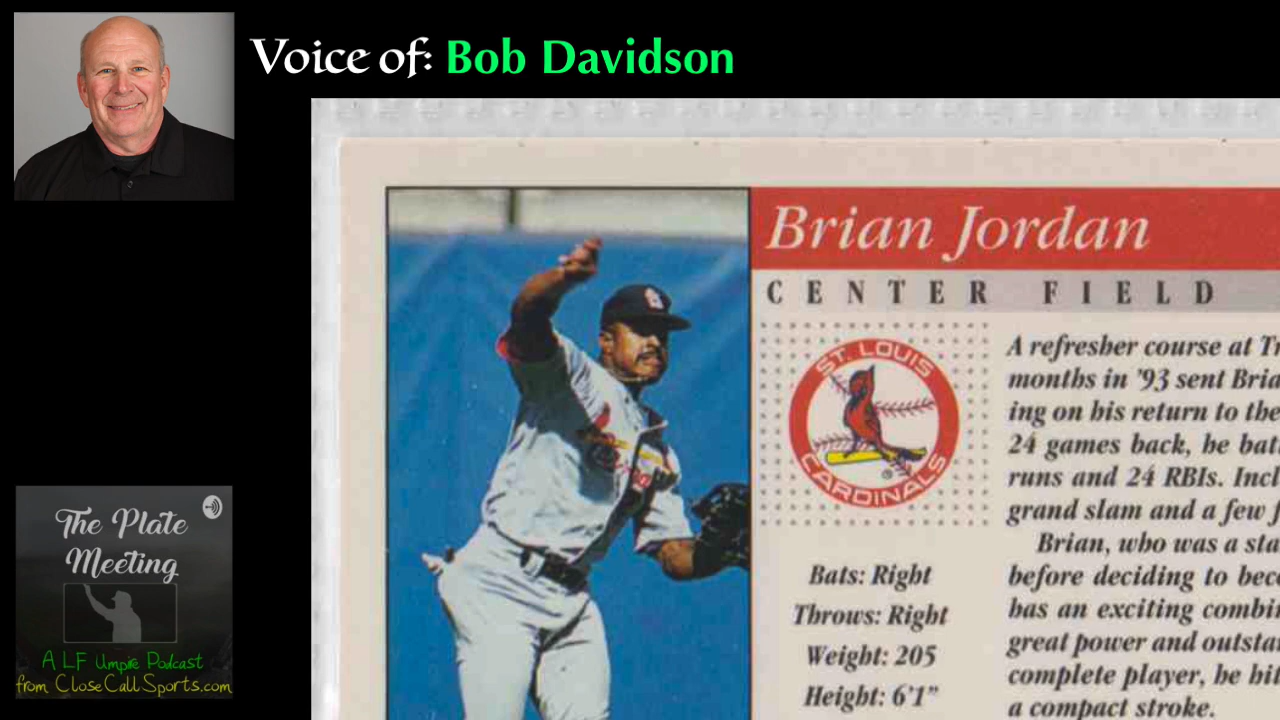 Voice of: Bob Davidson
Brian Jordan
CENTER FIELD
ST. LOUIS
CARDINALS
®
Bats: Right
Throws: Right
Weight: 205
Height: 6'1"
A refresher course at
months in '93 sent
ing on his return to the
24 games back, he
runs and 24 RBIs.
grand slam and a few
Brian, who was a
before deciding to
has an exciting
great power and
complete player, he hit
a compact stroke.
The Plate
Meeting
A LF Umpire Podcast
from CloseCallSports.com